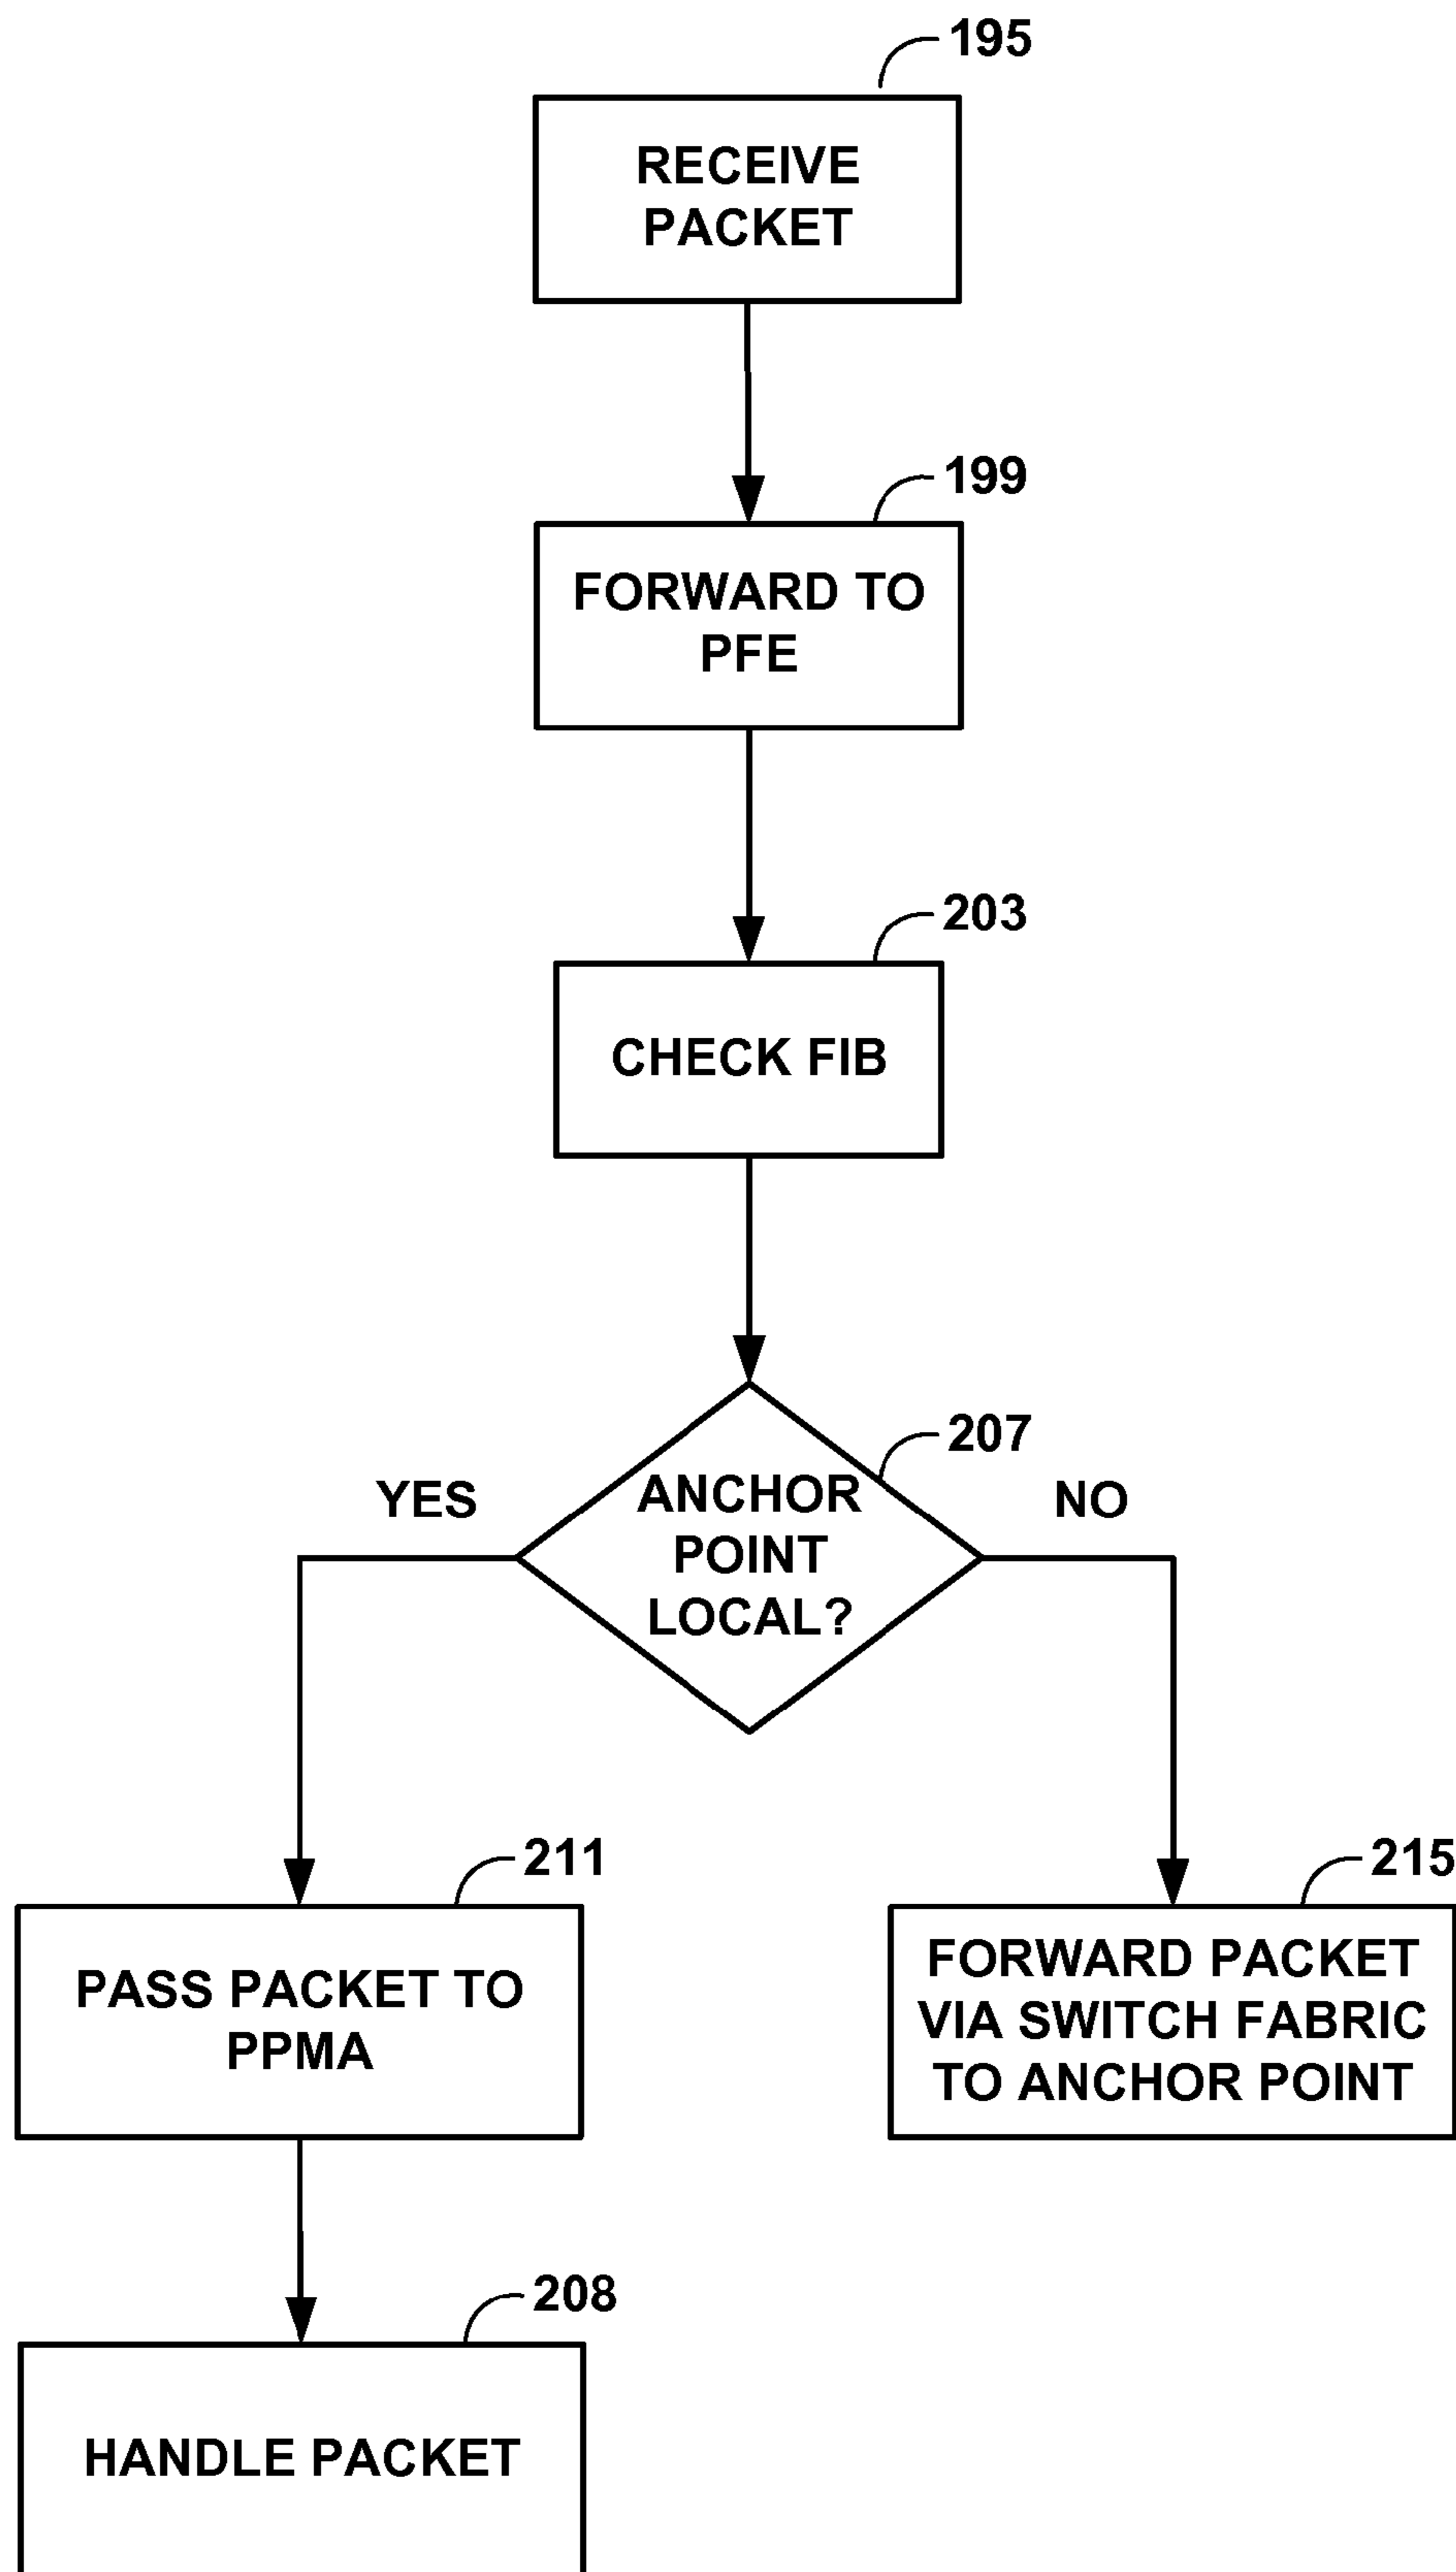 195
RECEIVE
PACKET
199
FORWARD TO
PFE
203
CHECK FIB
207
YES
ANCHOR
POINT
LOCAL?
NO
211
PASS PACKET TO
PPMA
215
FORWARD PACKET
VIA SWITCH FABRIC
TO ANCHOR POINT
208
HANDLE PACKET